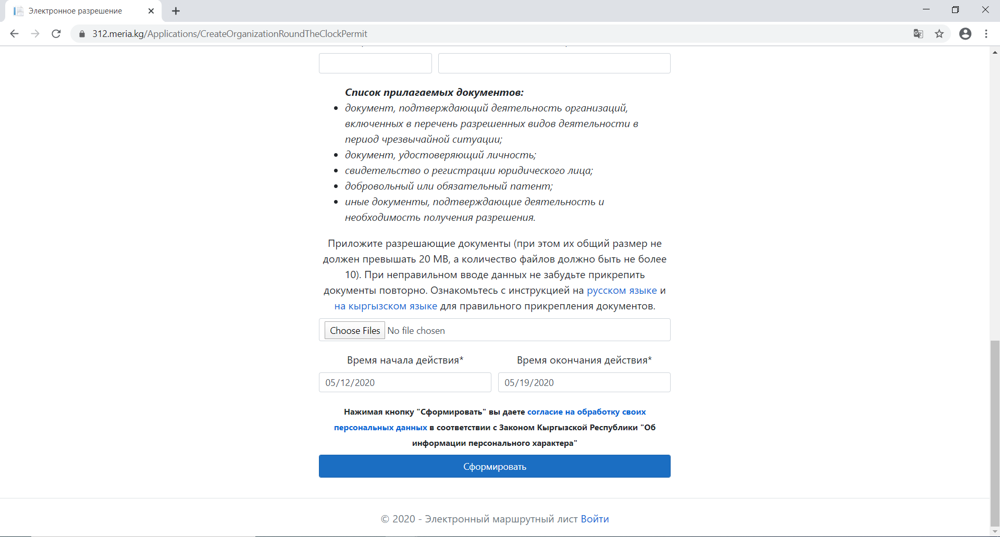 Электронное разрешение
312.meria.kg/Applications/CreateOrganizationRoundTheClockPermit
Список прилагаемых документов:
документ, подтверждающий деятельность организаций,
включенных в перечень разрешенных видов деятельности в
период чрезвычайной ситуации;
документ, удостоверяющий личность;
свидетельство о регистрации юридического лица;
добровольный или обязательный патент;
иные документы, подтверждающие деятельность и
необходимость получения разрешения.
Приложите разрешающие документы (при этом их общий размер не
должен превышать 20 MB, а количество файлов должно быть не более
10). При неправильном вводе данных не забудьте прикрепить
документы повторно. Ознакомьтесь с инструкцией на русском языке и
на кыргызском языке для правильного прикрепления документов.
Choose Files No file chosen
Время начала действия* Время окончания действия*
05/12/2020 05/19/2020
Нажимая кнопку "Сформировать" вы даете согласие на обработку своих
персональных данных в соответствии с Законом Кыргызской Республики "Об
информации персонального характера"
Сформировать
© 2020 - Электронный маршрутный лист Войти